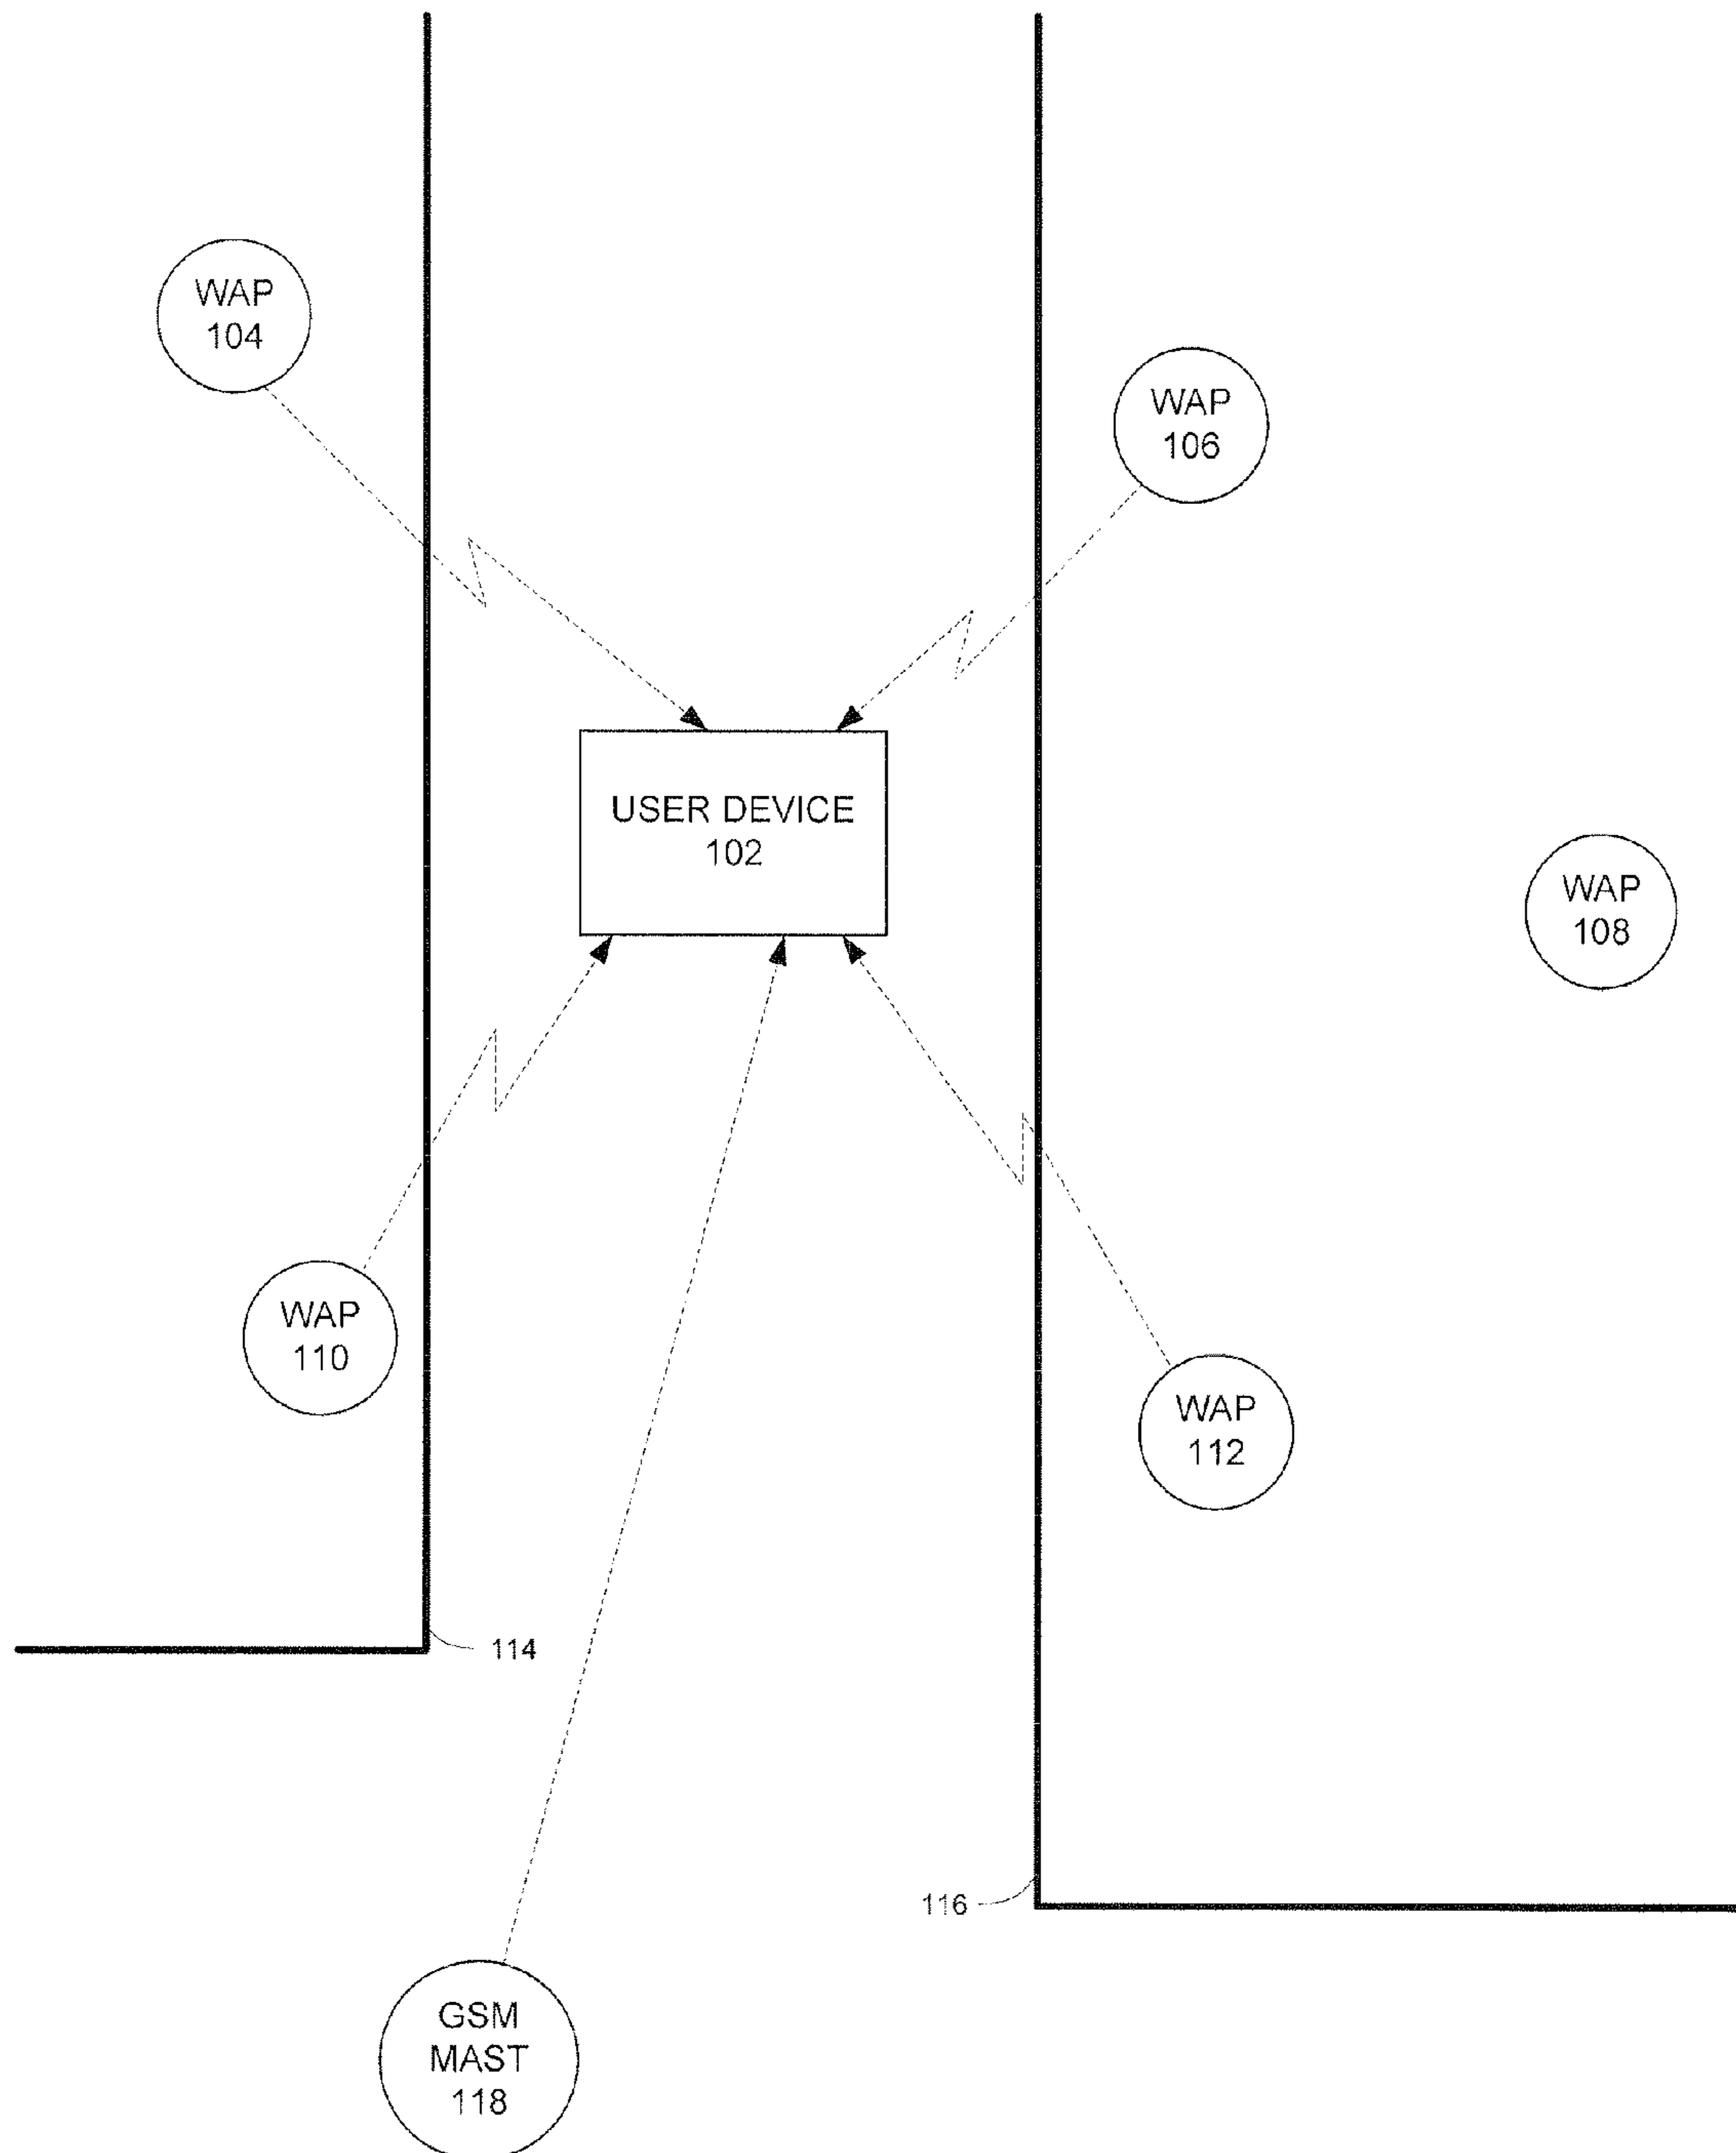 WAP
104
WAP
106
USER DEVICE
102
WAP
108
WAP
110
WAP
112
114
116
GSM
MAST
118